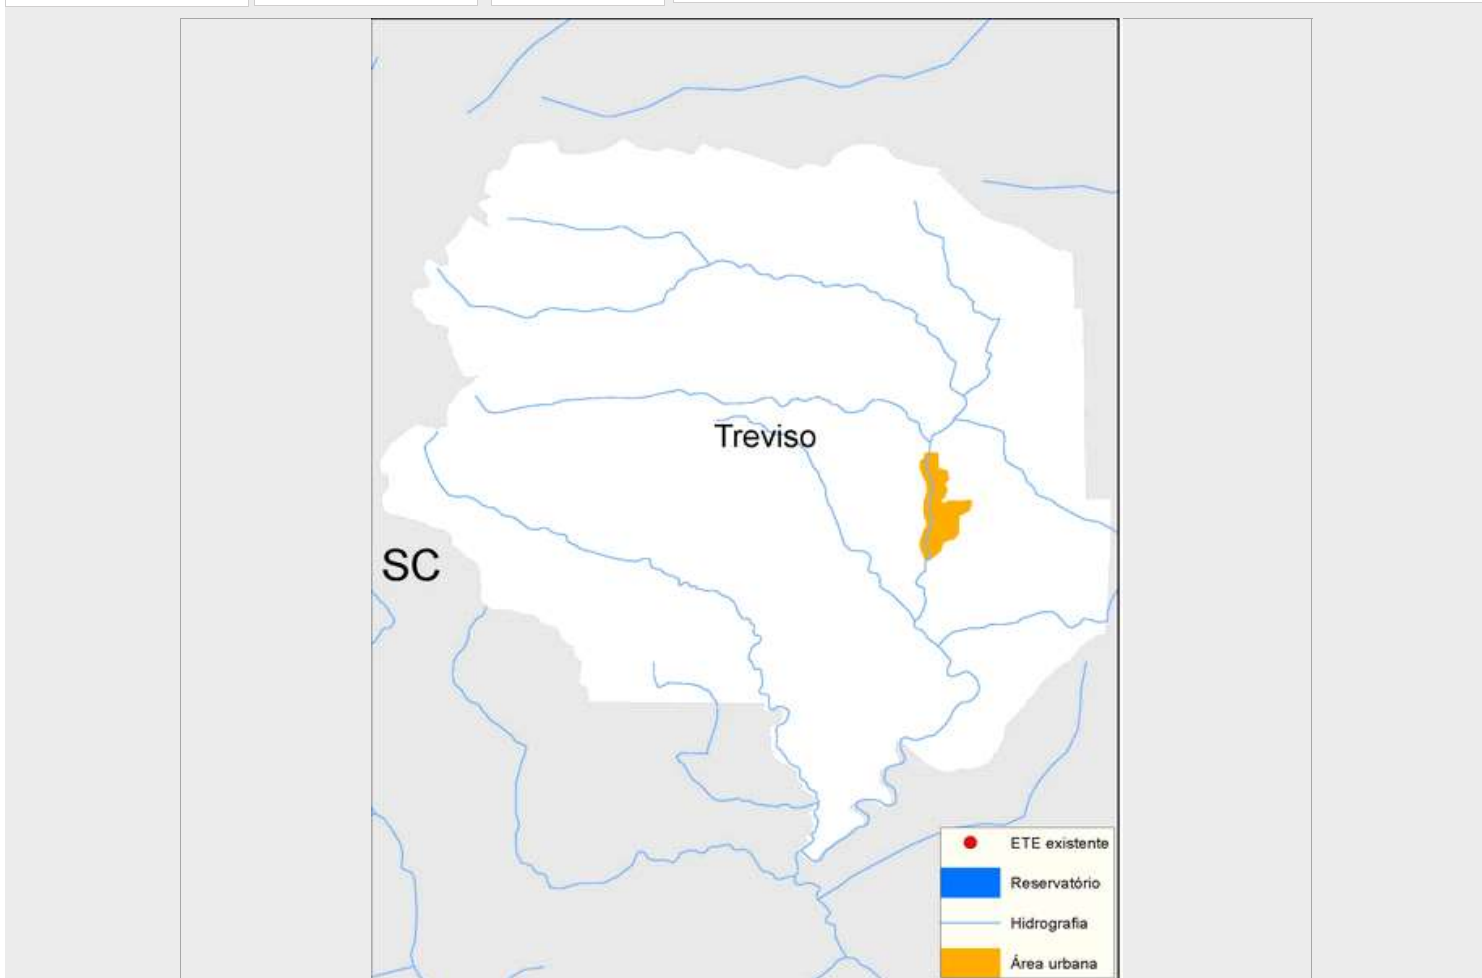 Treviso
SC
ETE existente
Reservatório
Hidrografia
Área urbana